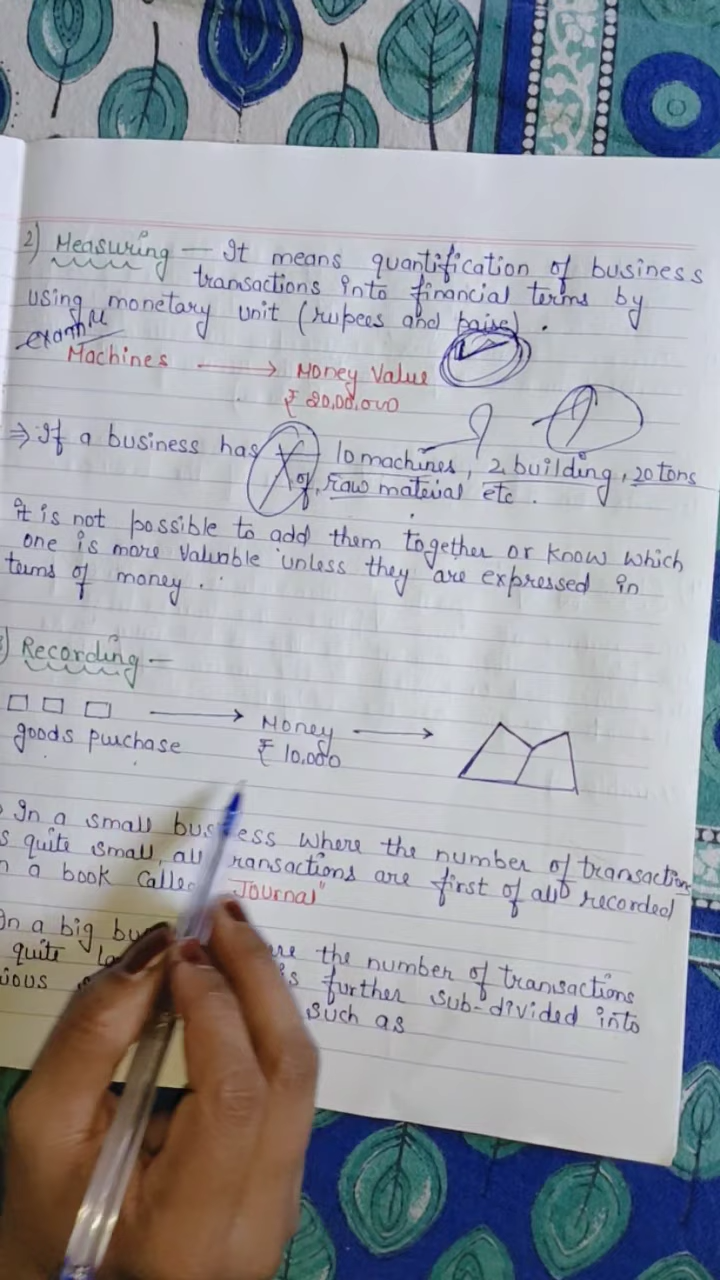 2) Measuring — It means quantification of business
transactions into financial terms by
using monetary unit (rupees and paise).
example
Machines → Money Value
₹ 20,00,000
⇒ If a business has 10 machines, 2 building, 20 tons
of raw material etc.
it is not possible to add them together or know which
one is more valuable unless they are expressed in
terms of money.
) Recording —
→ Money →
goods purchase ₹ 10,000
In a small business where the number of transaction
quite small, all transactions are first of all recorded
a book called "Journal"
In a big the number of transactions
quite
further sub-divided into
such as